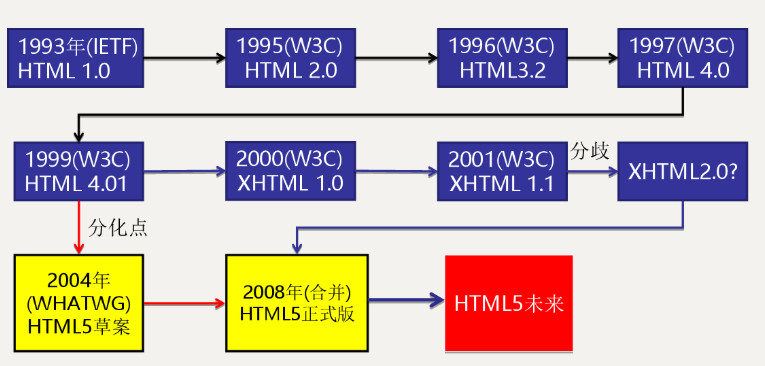 1993年(IETF)
HTML 1.0
1995(W3C)
HTML 2.0
1996(W3C)
HTML3.2
1997(W3C)
HTML 4.0
1999(W3C)
HTML 4.01
2000(W3C)
XHTML 1.0
2001(W3C)
XHTML 1.1
分歧
XHTML2.0?
分化点
2004年
(WHATWG)
HTML5草案
2008年(合并)
HTML5正式版
HTML5未来